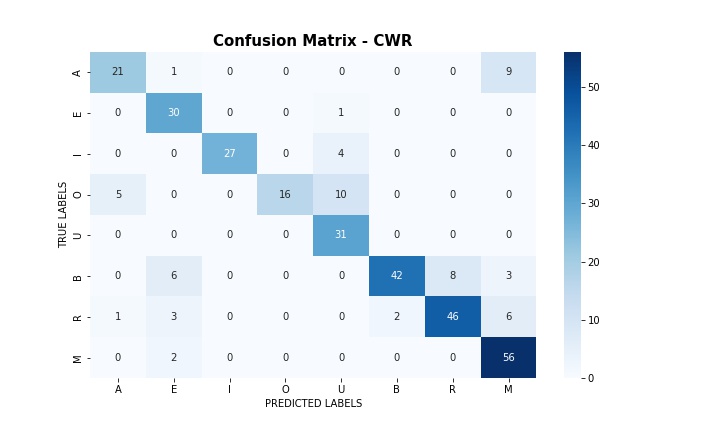 Confusion Matrix - CWR
A 21 1 0 0 0 0 0 9
E 0 30 0 0 1 0 0 0
I 0 0 27 0 4 0 0 0
O 5 0 0 16 10 0 0 0
U 0 0 0 0 31 0 0 0
B 0 6 0 0 0 42 8 3
R 1 3 0 0 0 2 46 6
M 0 2 0 0 0 0 0 56
A E I O U B R M
PREDICTED LABELS
TRUE LABELS
50
40
30
20
10
0